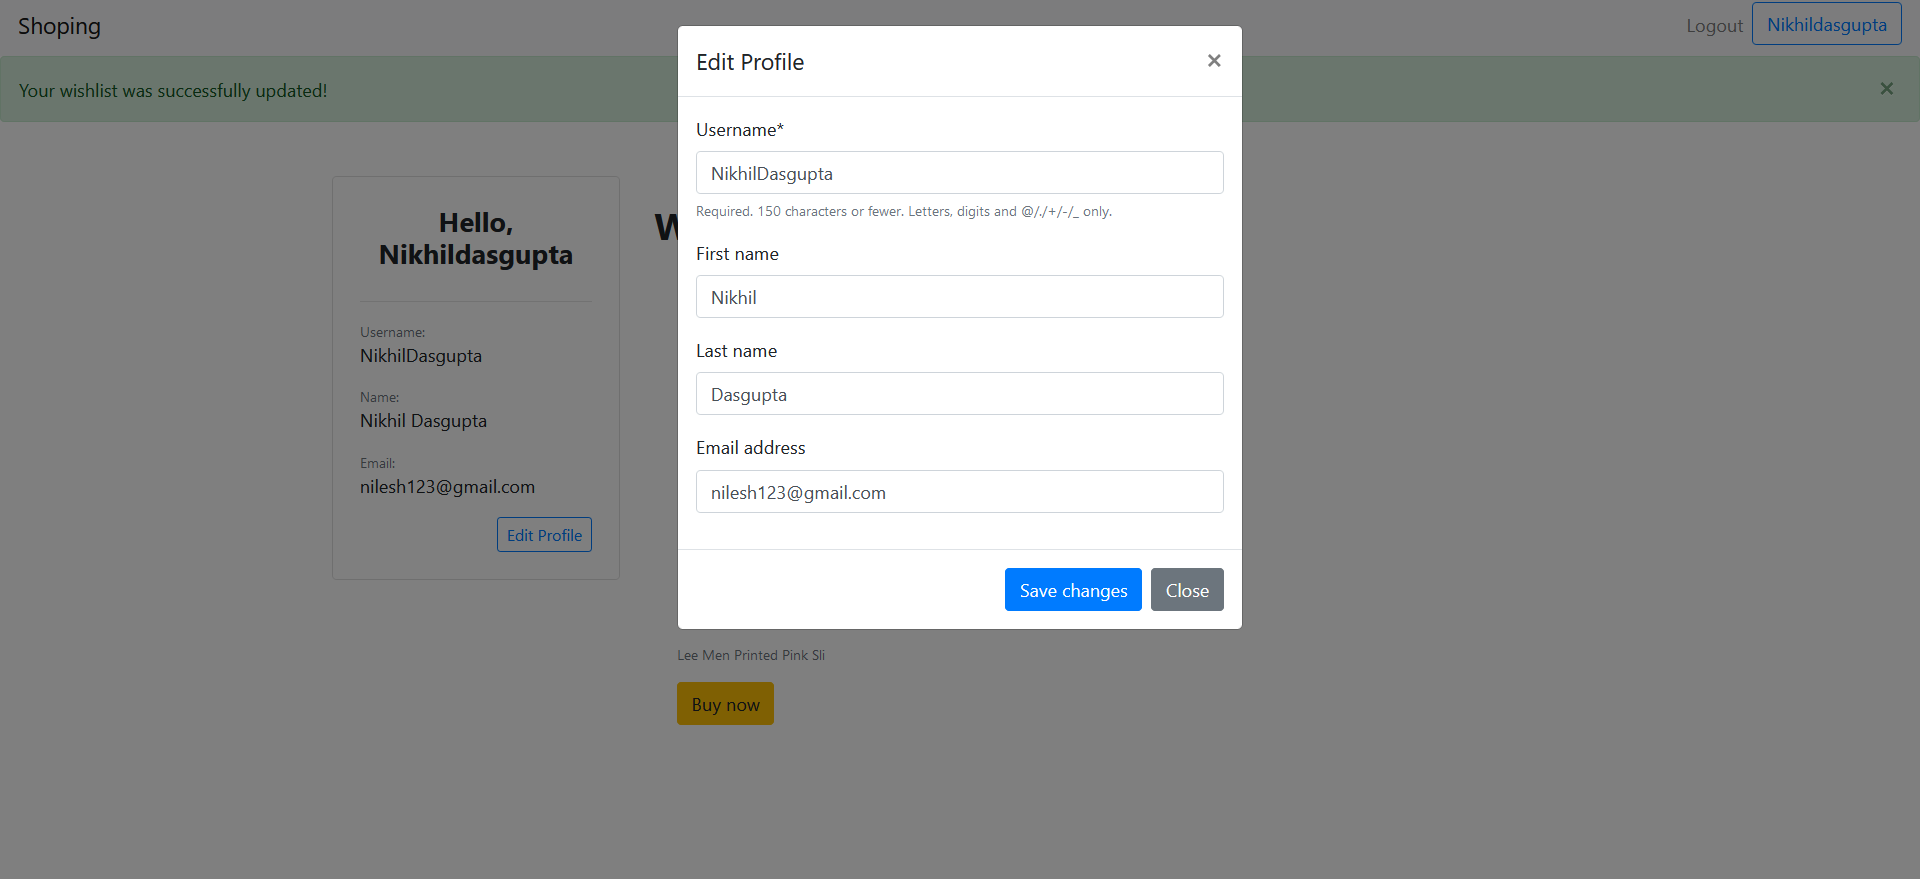 Shoping
Logout
Nikhildasgupta
Your wishlist was successfully updated!
×
Hello,
Nikhildasgupta
Username:
NikhilDasgupta
Name:
Nikhil Dasgupta
Email:
nilesh123@gmail.com
Edit Profile
Edit Profile
×
Username*
NikhilDasgupta
Required. 150 characters or fewer. Letters, digits and @/./+/-/_ only.
First name
Nikhil
Last name
Dasgupta
Email address
nilesh123@gmail.com
Save changes
Close
Lee Men Printed Pink Sli
Buy now